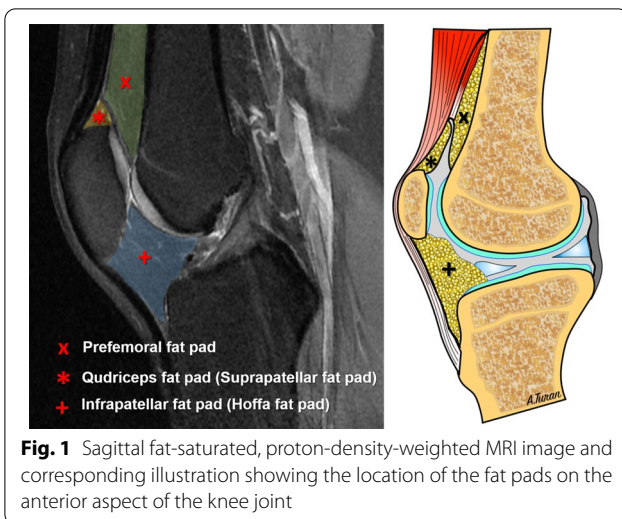 x Prefemoral fat pad
* Qudriceps fat pad (Suprapatellar fat pad)
+ Infrapatellar fat pad (Hoffa fat pad)
A.Turan
Fig. 1 Sagittal fat-saturated, proton-density-weighted MRI image and
corresponding illustration showing the location of the fat pads on the
anterior aspect of the knee joint